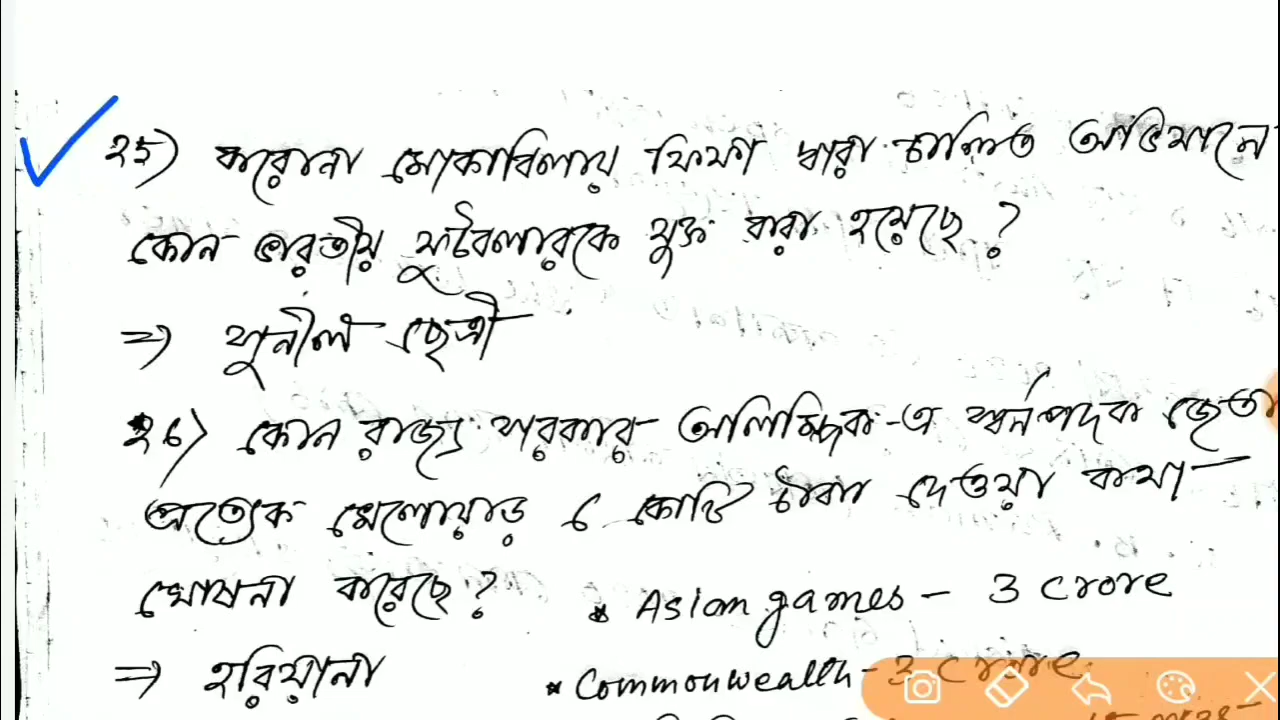 ২৫) করোনা মোকাবিলায় ফিফা দ্বারা চালিত অভিযানে
কোন ভারতীয় ফুটবলারকে যুক্ত করা হয়েছে ?
⇒ সুনীল ছেত্রী
২৬) কোন রাজ্য সরকার অলিম্পিক-এ স্বর্নপদক জেতা
প্রত্যেক খেলোয়াড় ৬ কোটি টাকা দেওয়া কথা
ঘোষনা করেছে ?
* Asian games - 3 crore
⇒ হরিয়ানা
* Commonwealth - 3 crore